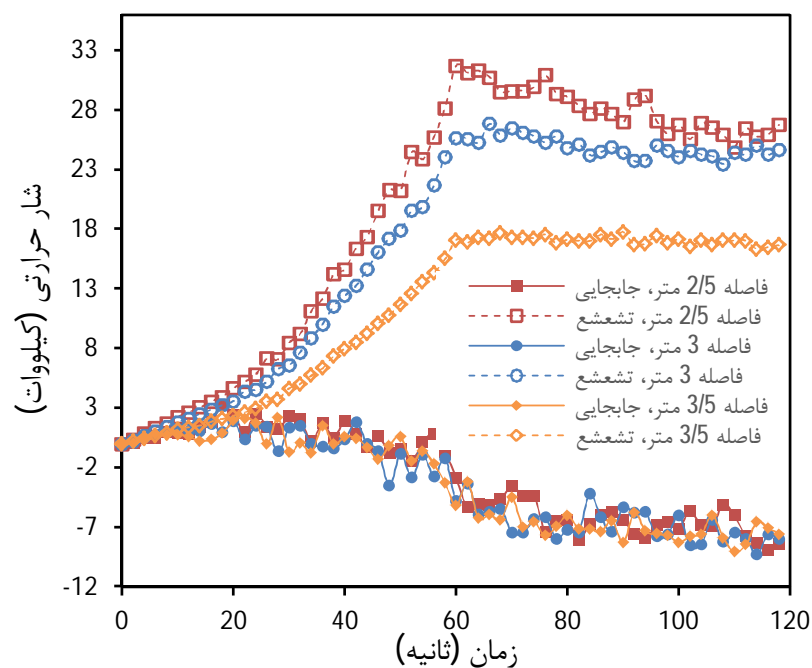 33
28
23
18
13
8
3
-2
-7
-12
شار حرارتی (کیلووات)
فاصله 2/5 متر، جابجایی
فاصله 2/5 متر، تشعشع
فاصله 3 متر، جابجایی
فاصله 3 متر، تشعشع
فاصله 3/5 متر، جابجایی
فاصله 3/5 متر، تشعشع
0 20 40 60 80 100 120
زمان (ثانیه)